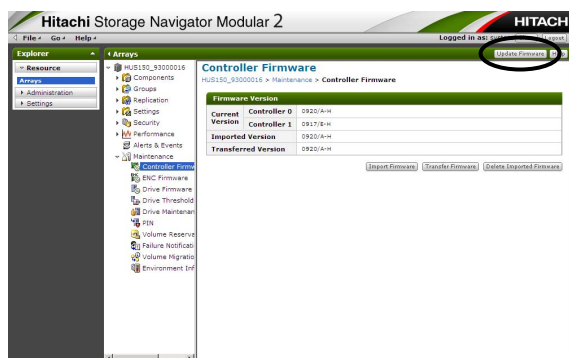 Hitachi Storage Navigator Modular 2
HITACH
File Go Help
Logged in as:
Explorer
Arrays
Update Firmware
Resource
Arrays
Administration
Settings
HUS150_93000016
Components
Groups
Replication
Settings
Security
Performance
Alerts & Events
Maintenance
Controller Firmw
ENC Firmware
Drive Firmware
Drive Threshold
Drive Maintenan
PIN
Volume Reserve
Failure Notificati
Volume Migratio
Environment Inf
Controller Firmware
HUS150_93000016 > Maintenance > Controller Firmware
Firmware Version
Current Version Controller 0 0920/A-H
Controller 1 0917/E-H
Imported Version 0920/A-H
Transferred Version 0920/A-H
Import Firmware Transfer Firmware Delete Imported Firmware